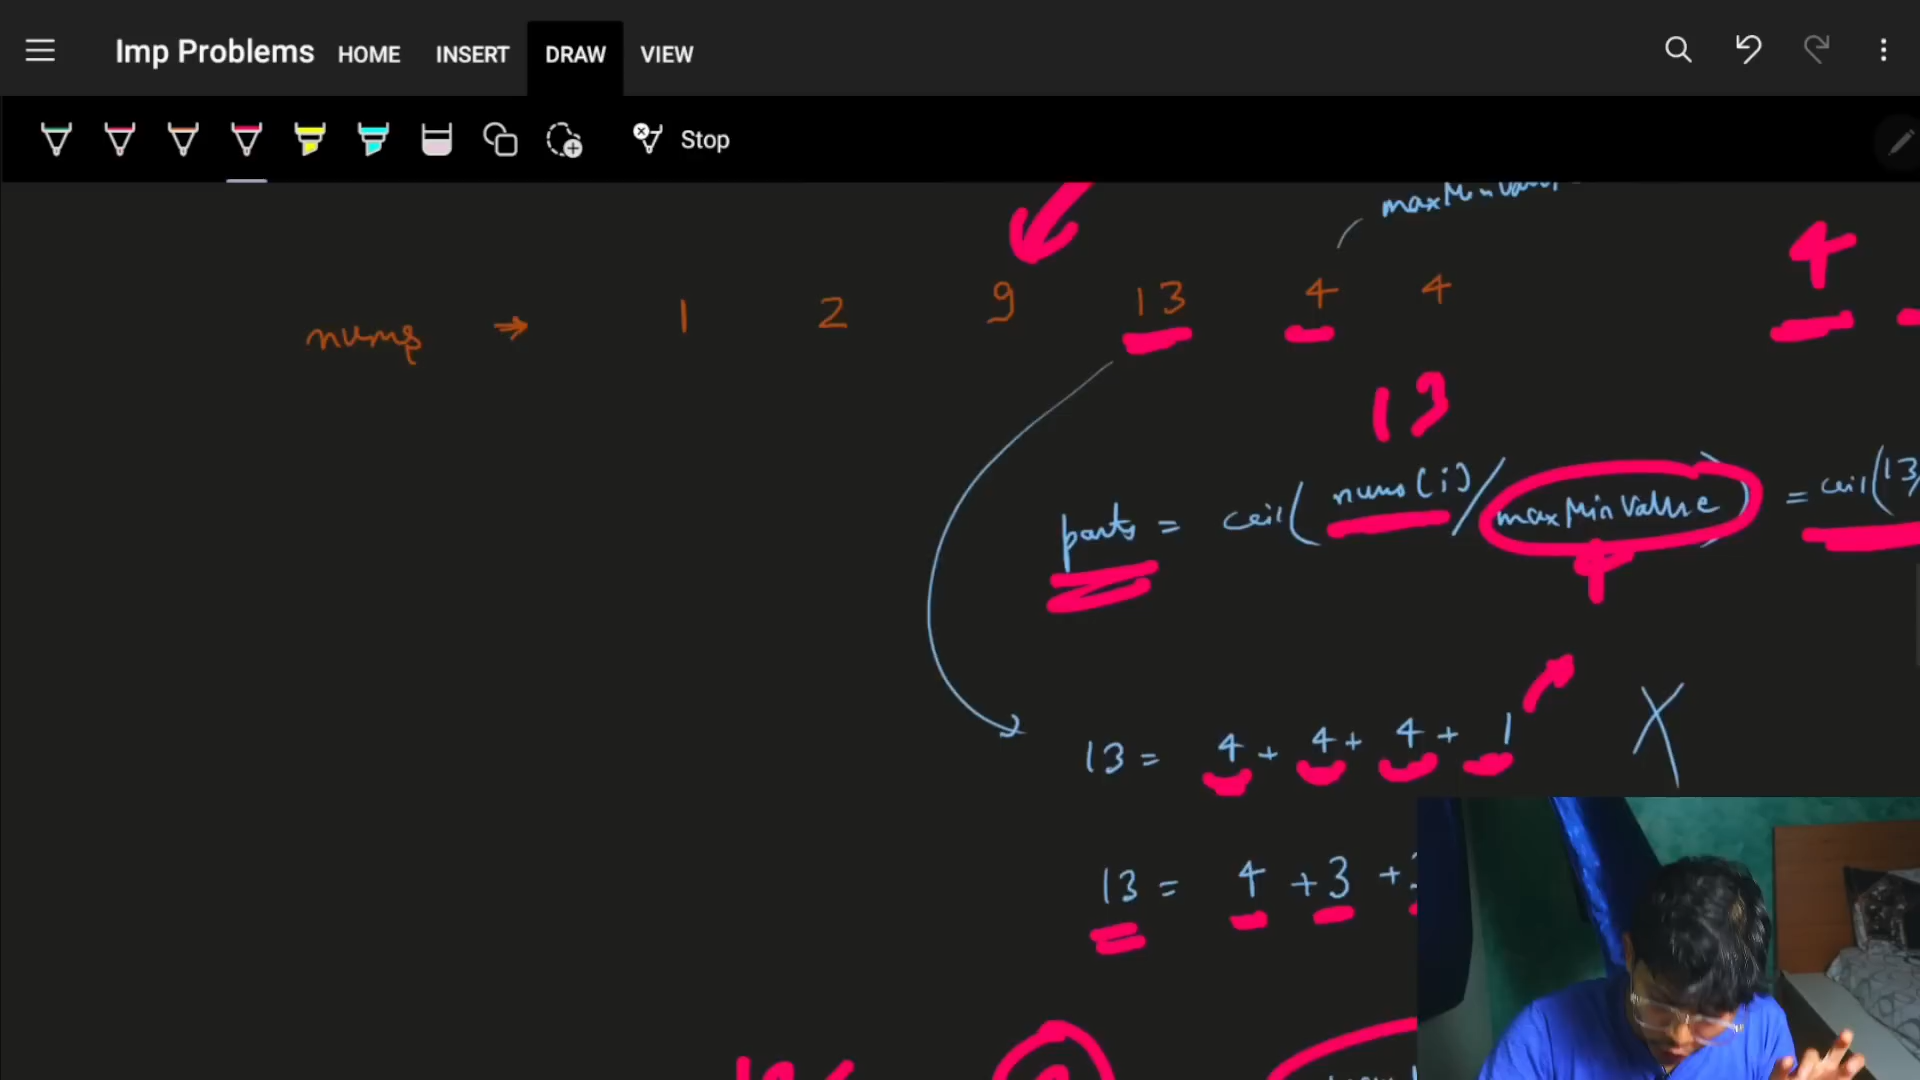 Imp Problems HOME INSERT DRAW VIEW
Stop
4
nums → 1 2 9 13 4 4
13
parts = ceil( nums(i) / maxMinValue ) = ceil(13/
13 = 4 + 4 + 4 + 1 X
13 = 4 + 3 +